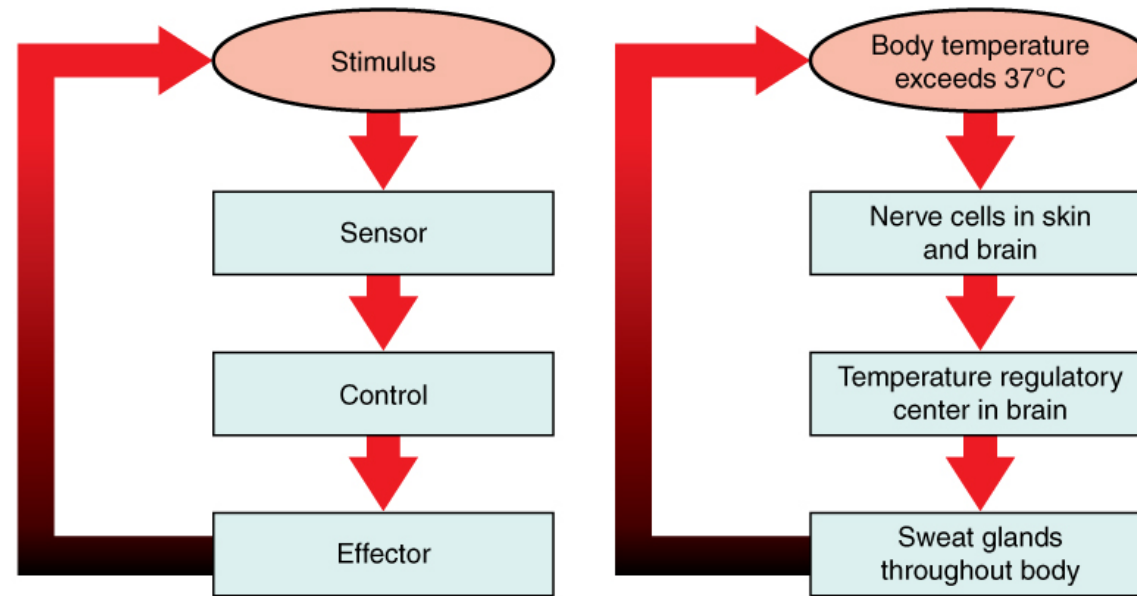 Stimulus
Sensor
Control
Effector
Body temperature
exceeds 37°C
Nerve cells in skin
and brain
Temperature regulatory
center in brain
Sweat glands
throughout body